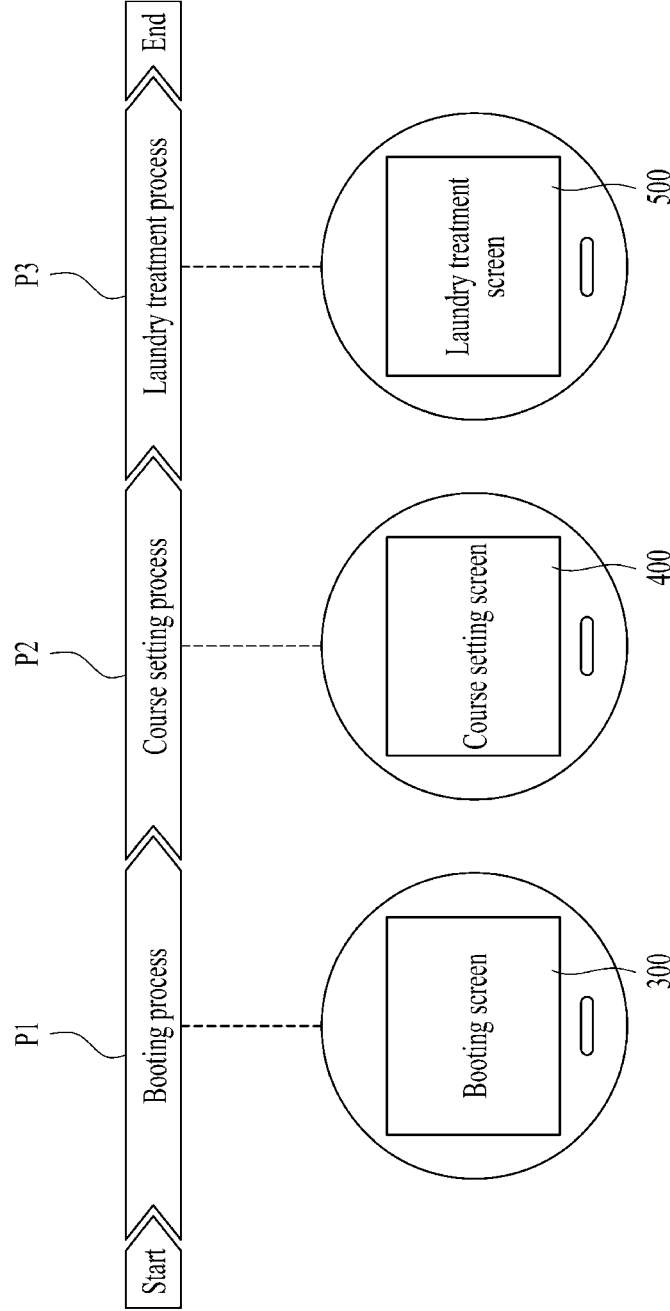 P1
P2
P3
Start
Booting process
Course setting process
Laundry treatment process
End
Booting screen
Course setting screen
Laundry treatment
screen
300
400
500